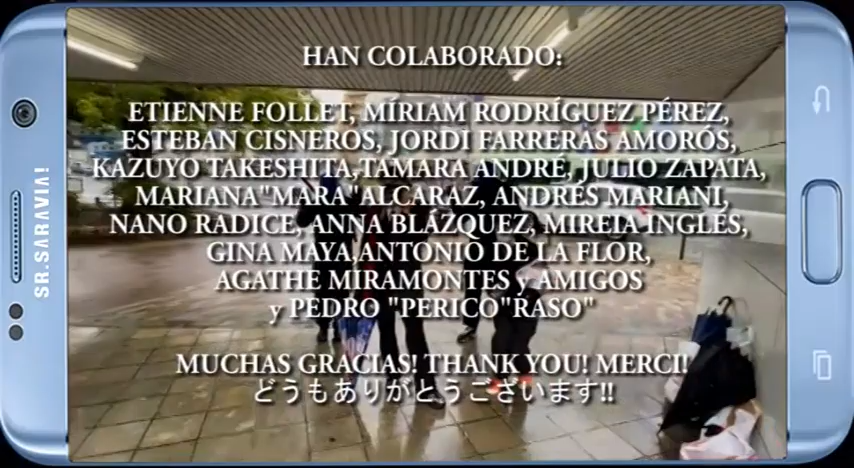 HAN COLABORADO:
ETIENNE FOLLET, MÍRIAM RODRÍGUEZ PÉREZ,
ESTEBAN CISNEROS, JORDI FARRERAS AMORÓS,
KAZUYO TAKESHITA,TAMARA ANDRÉ, JULIO ZAPATA,
MARIANA"MARA"ALCARAZ, ANDRÉS MARIANI,
NANO RADICE, ANNA BLÁZQUEZ, MIREIA INGLÉS,
GINA MAYA,ANTONIO DE LA FLOR,
AGATHE MIRAMONTES y AMIGOS
y PEDRO "PERICO"RASO"
MUCHAS GRACIAS! THANK YOU! MERCI!
どうもありがとうございます!!
SR.SARAVIA!